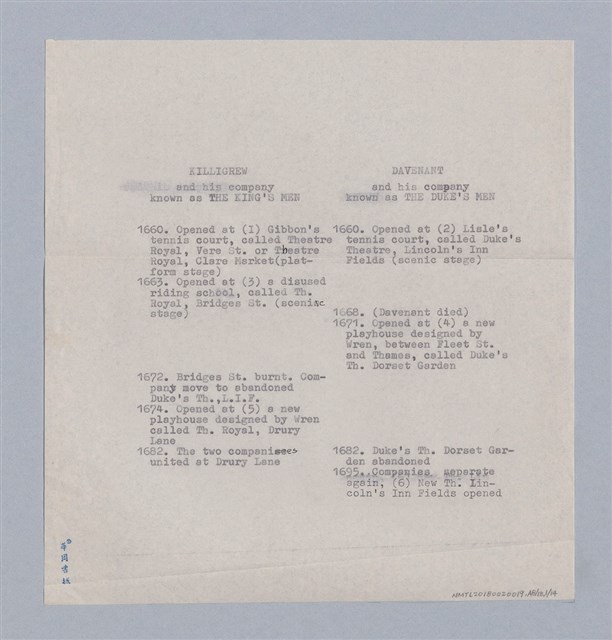 KILLIGREW
and his company
known as THE KING'S MEN
1660. Opened at (1) Gibbon's
tennis court, called Theatre
Royal, Vere St. or Theatre
Royal, Clare Market(plat-
form stage)
1663. Opened at (3) a disused
riding school, called Th.
Royal, Bridges St. (scenic
stage)
1672. Bridges St. burnt. Com-
pany move to abandoned
Duke's Th.,L.I.F.
1674. Opened at (5) a new
playhouse designed by Wren
called Th. Royal, Drury
Lane
1682. The two companies
united at Drury Lane
DAVENANT
and his company
known as THE DUKE'S MEN
1660. Opened at (2) Lisle's
tennis court, called Duke's
Theatre, Lincoln's Inn
Fields (scenic stage)
1668. (Davenant died)
1671. Opened at (4) a new
playhouse designed by
Wren, between Fleet St.
and Thames, called Duke's
Th. Dorset Garden
1682. Duke's Th. Dorset Gar-
den abandoned
1695. Companies separate
again, (6) New Th. Lin-
coln's Inn Fields opened
NMTL20180020019